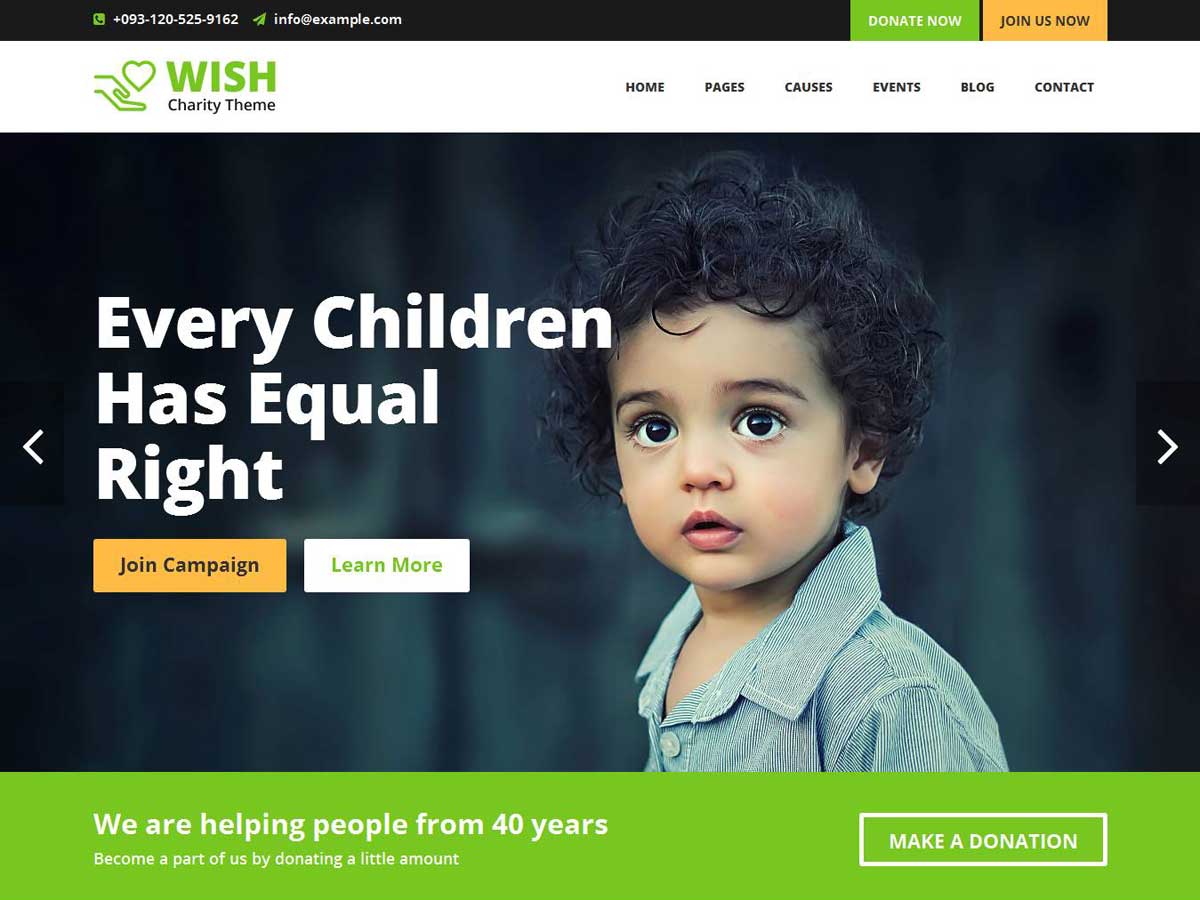 +093-120-525-9162 info@example.com DONATE NOW JOIN US NOW
WISH
Charity Theme
HOME PAGES CAUSES EVENTS BLOG CONTACT
Every Children
Has Equal
Right
Join Campaign Learn More
We are helping people from 40 years
Become a part of us by donating a little amount
MAKE A DONATION